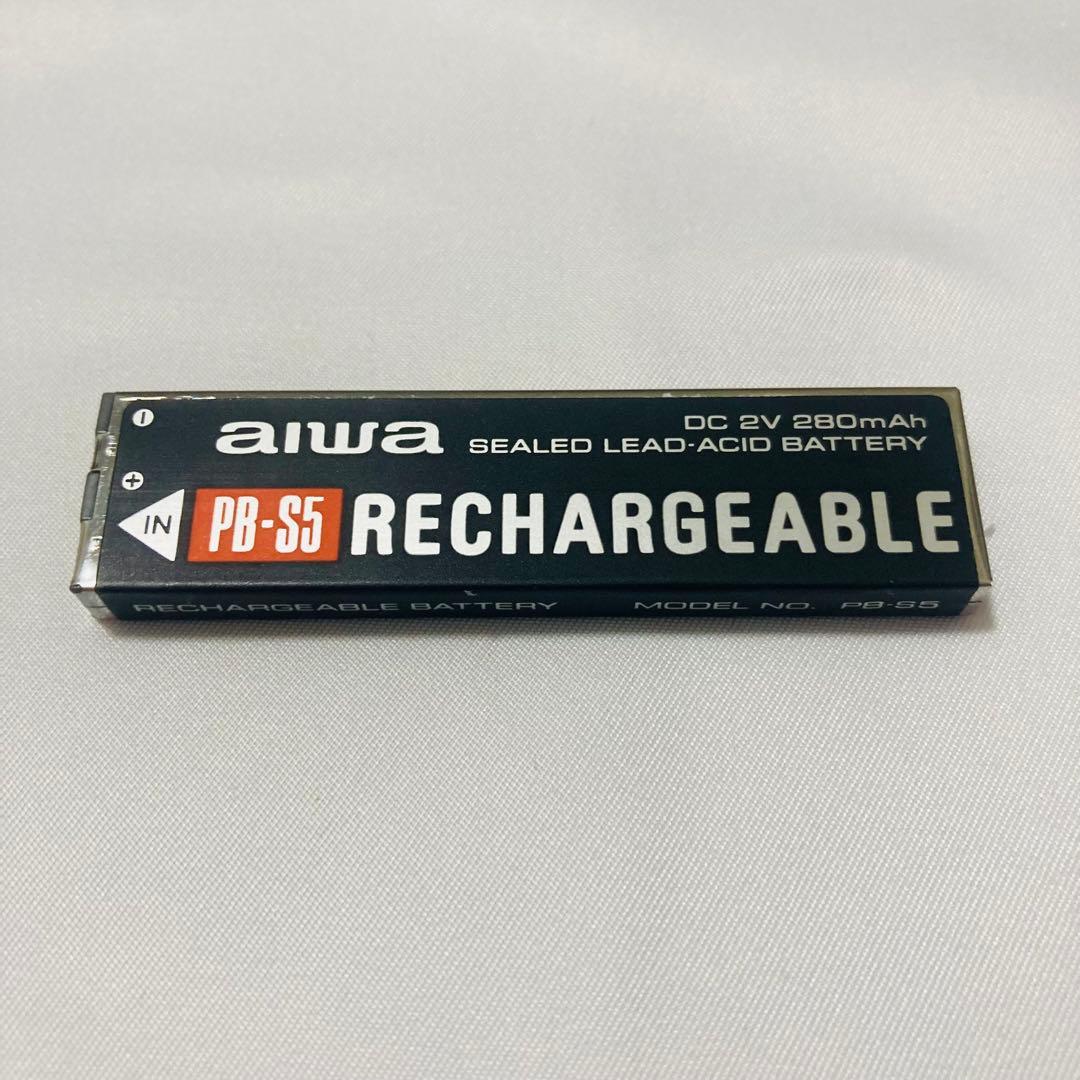 −
aiwa
DC 2V 280mAh
SEALED LEAD-ACID BATTERY
+
IN
PB-S5 RECHARGEABLE
RECHARGEABLE BATTERY MODEL NO. PB-S5